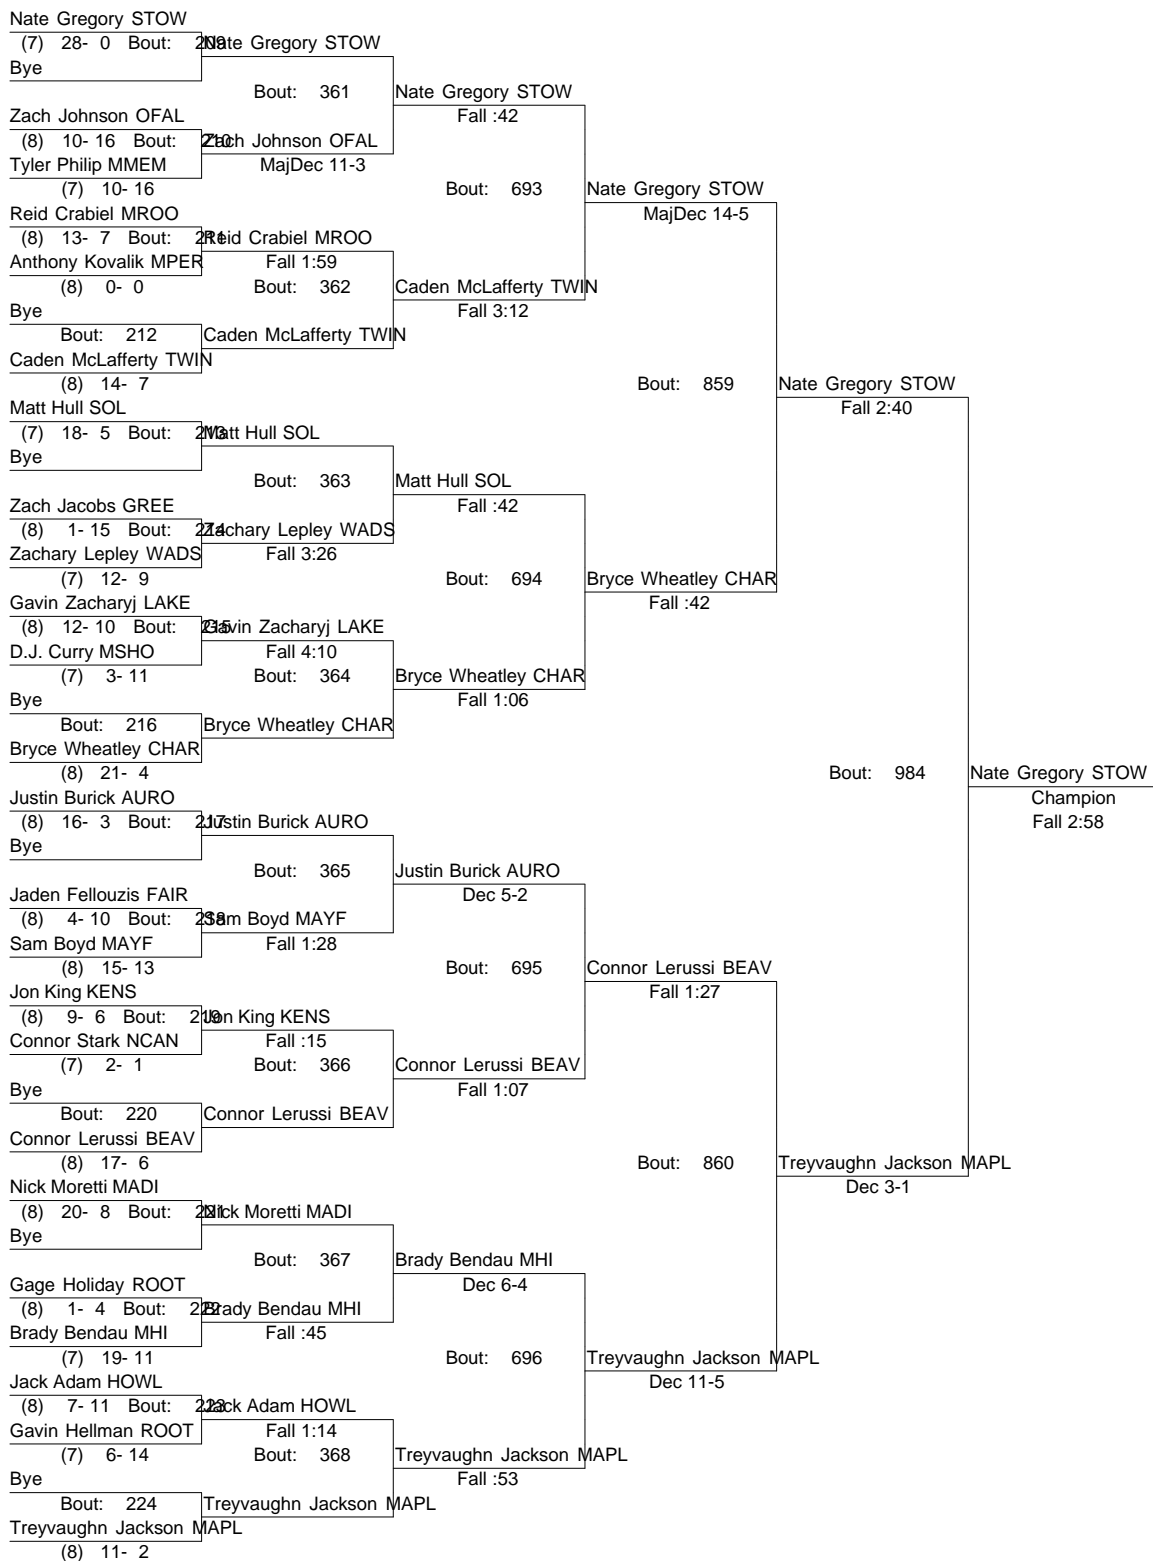 Nate Gregory STOW
(7) 28- 0 Bout: 209 Nate Gregory STOW
Bye
Bout: 361 Nate Gregory STOW
Zach Johnson OFAL Fall :42
(8) 10- 16 Bout: 210 Zach Johnson OFAL
Tyler Philip MMEM MajDec 11-3
(7) 10- 16 Bout: 693 Nate Gregory STOW
Reid Crabiel MROO MajDec 14-5
(8) 13- 7 Bout: 211 Reid Crabiel MROO
Anthony Kovalik MPER Fall 1:59
(8) 0- 0 Bout: 362 Caden McLafferty TWIN
Bye Fall 3:12
Bout: 212 Caden McLafferty TWIN
Caden McLafferty TWIN
(8) 14- 7 Bout: 859 Nate Gregory STOW
Matt Hull SOL Fall 2:40
(7) 18- 5 Bout: 213 Matt Hull SOL
Bye
Bout: 363 Matt Hull SOL
Zach Jacobs GREE Fall :42
(8) 1- 15 Bout: 214 Zachary Lepley WADS
Zachary Lepley WADS Fall 3:26
(7) 12- 9 Bout: 694 Bryce Wheatley CHAR
Gavin Zacharyj LAKE Fall :42
(8) 12- 10 Bout: 215 Gavin Zacharyj LAKE
D.J. Curry MSHO Fall 4:10
(7) 3- 11 Bout: 364 Bryce Wheatley CHAR
Bye Fall 1:06
Bout: 216 Bryce Wheatley CHAR
Bryce Wheatley CHAR
(8) 21- 4 Bout: 984 Nate Gregory STOW
Justin Burick AURO Champion
(8) 16- 3 Bout: 217 Justin Burick AURO Fall 2:58
Bye
Bout: 365 Justin Burick AURO
Jaden Fellouzis FAIR Dec 5-2
(8) 4- 10 Bout: 218 Sam Boyd MAYF
Sam Boyd MAYF Fall 1:28
(8) 15- 13 Bout: 695 Connor Lerussi BEAV
Jon King KENS Fall 1:27
(8) 9- 6 Bout: 219 Jon King KENS
Connor Stark NCAN Fall :15
(7) 2- 1 Bout: 366 Connor Lerussi BEAV
Bye Fall 1:07
Bout: 220 Connor Lerussi BEAV
Connor Lerussi BEAV
(8) 17- 6 Bout: 860 Treyvaughn Jackson MAPL
Nick Moretti MADI Dec 3-1
(8) 20- 8 Bout: 221 Nick Moretti MADI
Bye
Bout: 367 Brady Bendau MHI
Gage Holiday ROOT Dec 6-4
(8) 1- 4 Bout: 222 Brady Bendau MHI
Brady Bendau MHI Fall :45
(7) 19- 11 Bout: 696 Treyvaughn Jackson MAPL
Jack Adam HOWL Dec 11-5
(8) 7- 11 Bout: 223 Jack Adam HOWL
Gavin Hellman ROOT Fall 1:14
(7) 6- 14 Bout: 368 Treyvaughn Jackson MAPL
Bye Fall :53
Bout: 224 Treyvaughn Jackson MAPL
Treyvaughn Jackson MAPL
(8) 11- 2